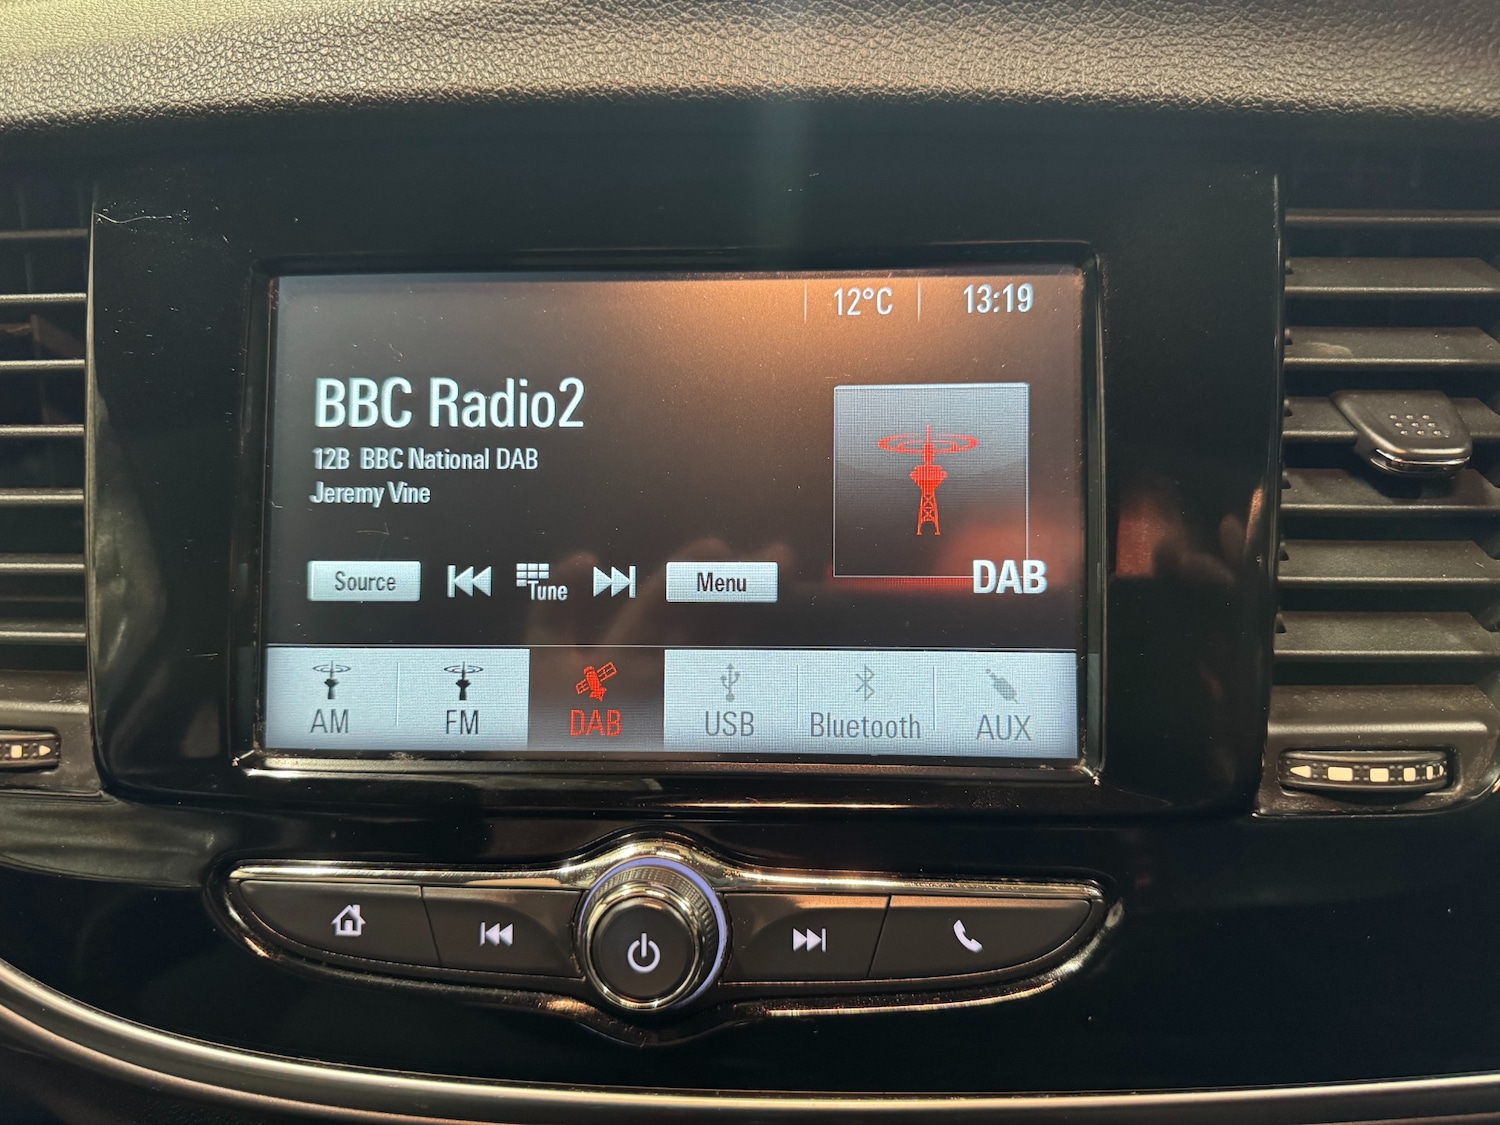 12°C 13:19
BBC Radio2
12B BBC National DAB
Jeremy Vine
DAB
Source Tune Menu
AM FM DAB USB Bluetooth AUX